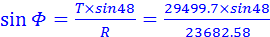 sin Φ = T×sin48 / R = 29499.7×sin48 / 23682.58